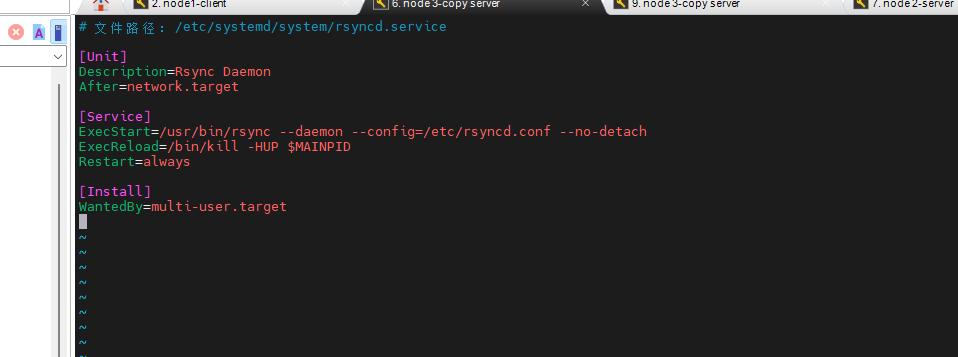 2. node1-client
6. node 3-copy server
9. node 3-copy server
7. node 2-server
A
# 文件路径：/etc/systemd/system/rsyncd.service
[Unit]
Description=Rsync Daemon
After=network.target
[Service]
ExecStart=/usr/bin/rsync --daemon --config=/etc/rsyncd.conf --no-detach
ExecReload=/bin/kill -HUP $MAINPID
Restart=always
[Install]
WantedBy=multi-user.target
~
~
~
~
~
~
~
~
~